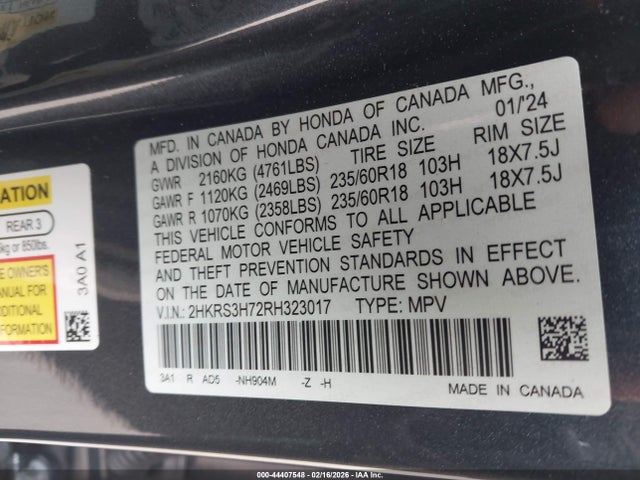 MFD. IN CANADA BY HONDA OF CANADA MFG.,
A DIVISION OF HONDA CANADA INC. 01/'24
GVWR 2160KG (4761LBS) TIRE SIZE RIM SIZE
GAWR F 1120KG (2469LBS) 235/60R18 103H 18X7.5J
GAWR R 1070KG (2358LBS) 235/60R18 103H 18X7.5J
THIS VEHICLE CONFORMS TO ALL APPLICABLE
FEDERAL MOTOR VEHICLE SAFETY
AND THEFT PREVENTION STANDARDS IN EFFECT
ON THE DATE OF MANUFACTURE SHOWN ABOVE.
V.I.N.: 2HKRS3H72RH323017 TYPE: MPV
3A1 R AD5 -NH904M -Z -H
MADE IN CANADA
REAR 3
kg or 850lbs.
OWNER'S
MANUAL FOR
3A0 A1
000-44407548 - 02/16/2026 - IAA Inc.